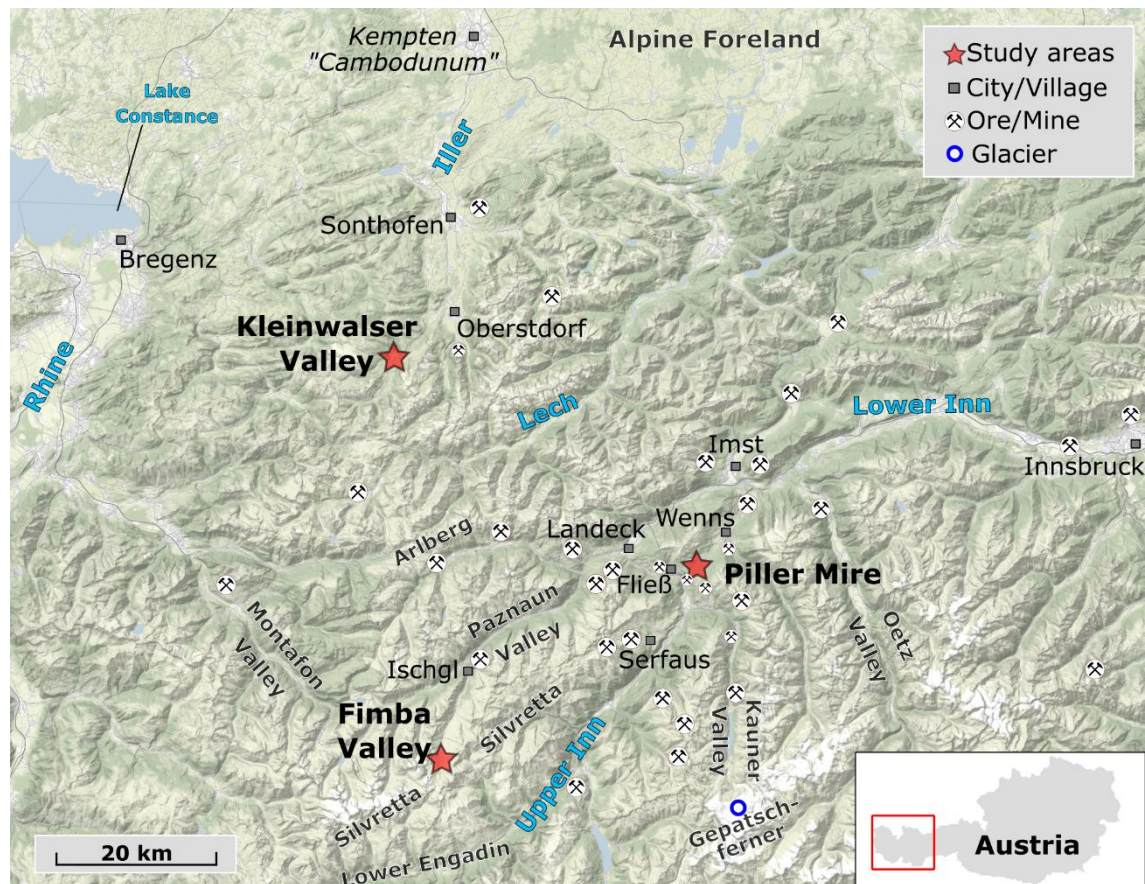 Kempten
"Cambodunum"
Alpine Foreland
Study areas
City/Village
Ore/Mine
Glacier
Lake
Constance
Iller
Sonthofen
Bregenz
Kleinwalser
Valley
Oberstdorf
Rhine
Lech
Lower Inn
Imst
Innsbruck
Wenns
Landeck
Arlberg
Fließ
Piller Mire
Paznaun
Valley
Montafon
Valley
Oetz
Valley
Serfaus
Ischgl
Fimba
Valley
Silvretta
Kauner
Valley
Upper Inn
Silvretta
Gepatsch-
ferner
Lower Engadin
20 km
Austria